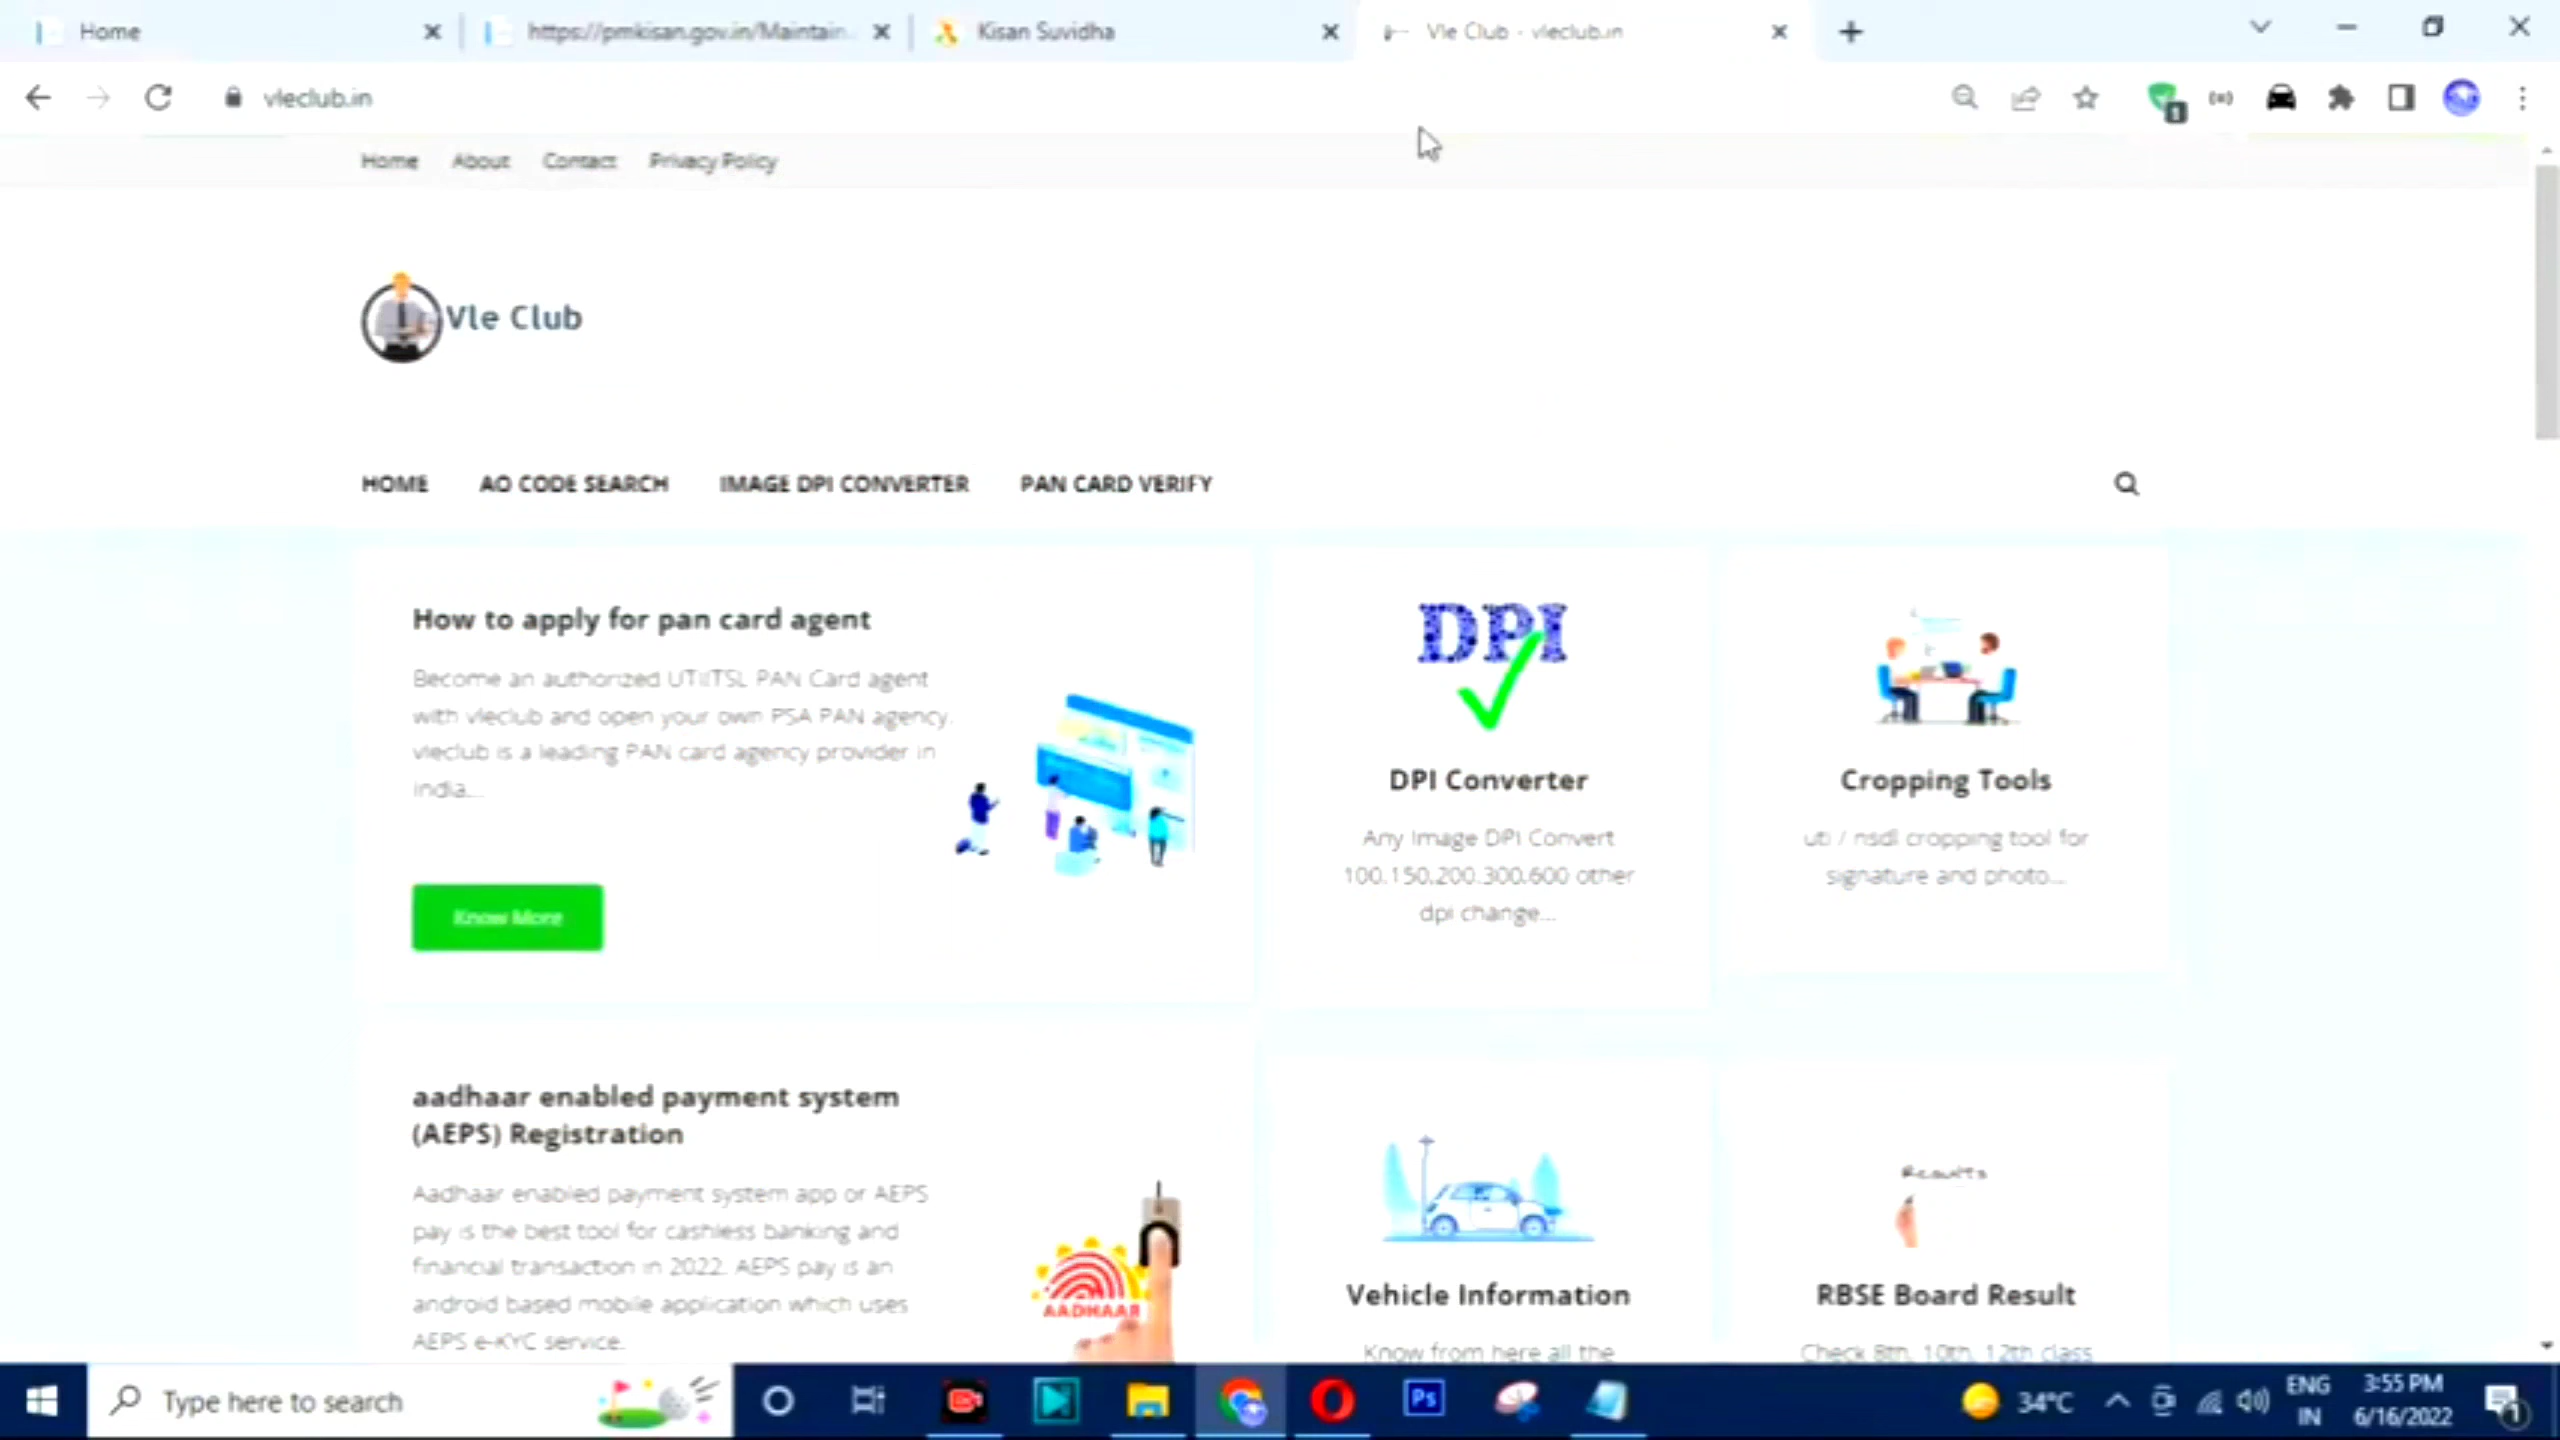 Home
https://pmkisan.gov.in/Maintain.
Kisan Suvidha
Vle Club - vleclub.in
vleclub.in
Home About Contact Privacy Policy
Vle Club
HOME AO CODE SEARCH IMAGE DPI CONVERTER PAN CARD VERIFY
How to apply for pan card agent
Become an authorized UTIITSL PAN Card agent
with vleclub and open your own PSA PAN agency.
vleclub is a leading PAN card agency provider in
india...
Know More
DPI
DPI Converter
Any Image DPI Convert
100,150,200,300,600 other
dpi change...
Cropping Tools
uti / nsdl cropping tool for
signature and photo...
aadhaar enabled payment system
(AEPS) Registration
Aadhaar enabled payment system app or AEPS
pay is the best tool for cashless banking and
financial transaction in 2022. AEPS pay is an
android based mobile application which uses
AEPS e-KYC service.
AADHAAR
Vehicle Information
Know from here all the
Results
RBSE Board Result
Check 8th, 10th, 12th class
Type here to search
Ps
34°C
ENG
IN
3:55 PM
6/16/2022
1